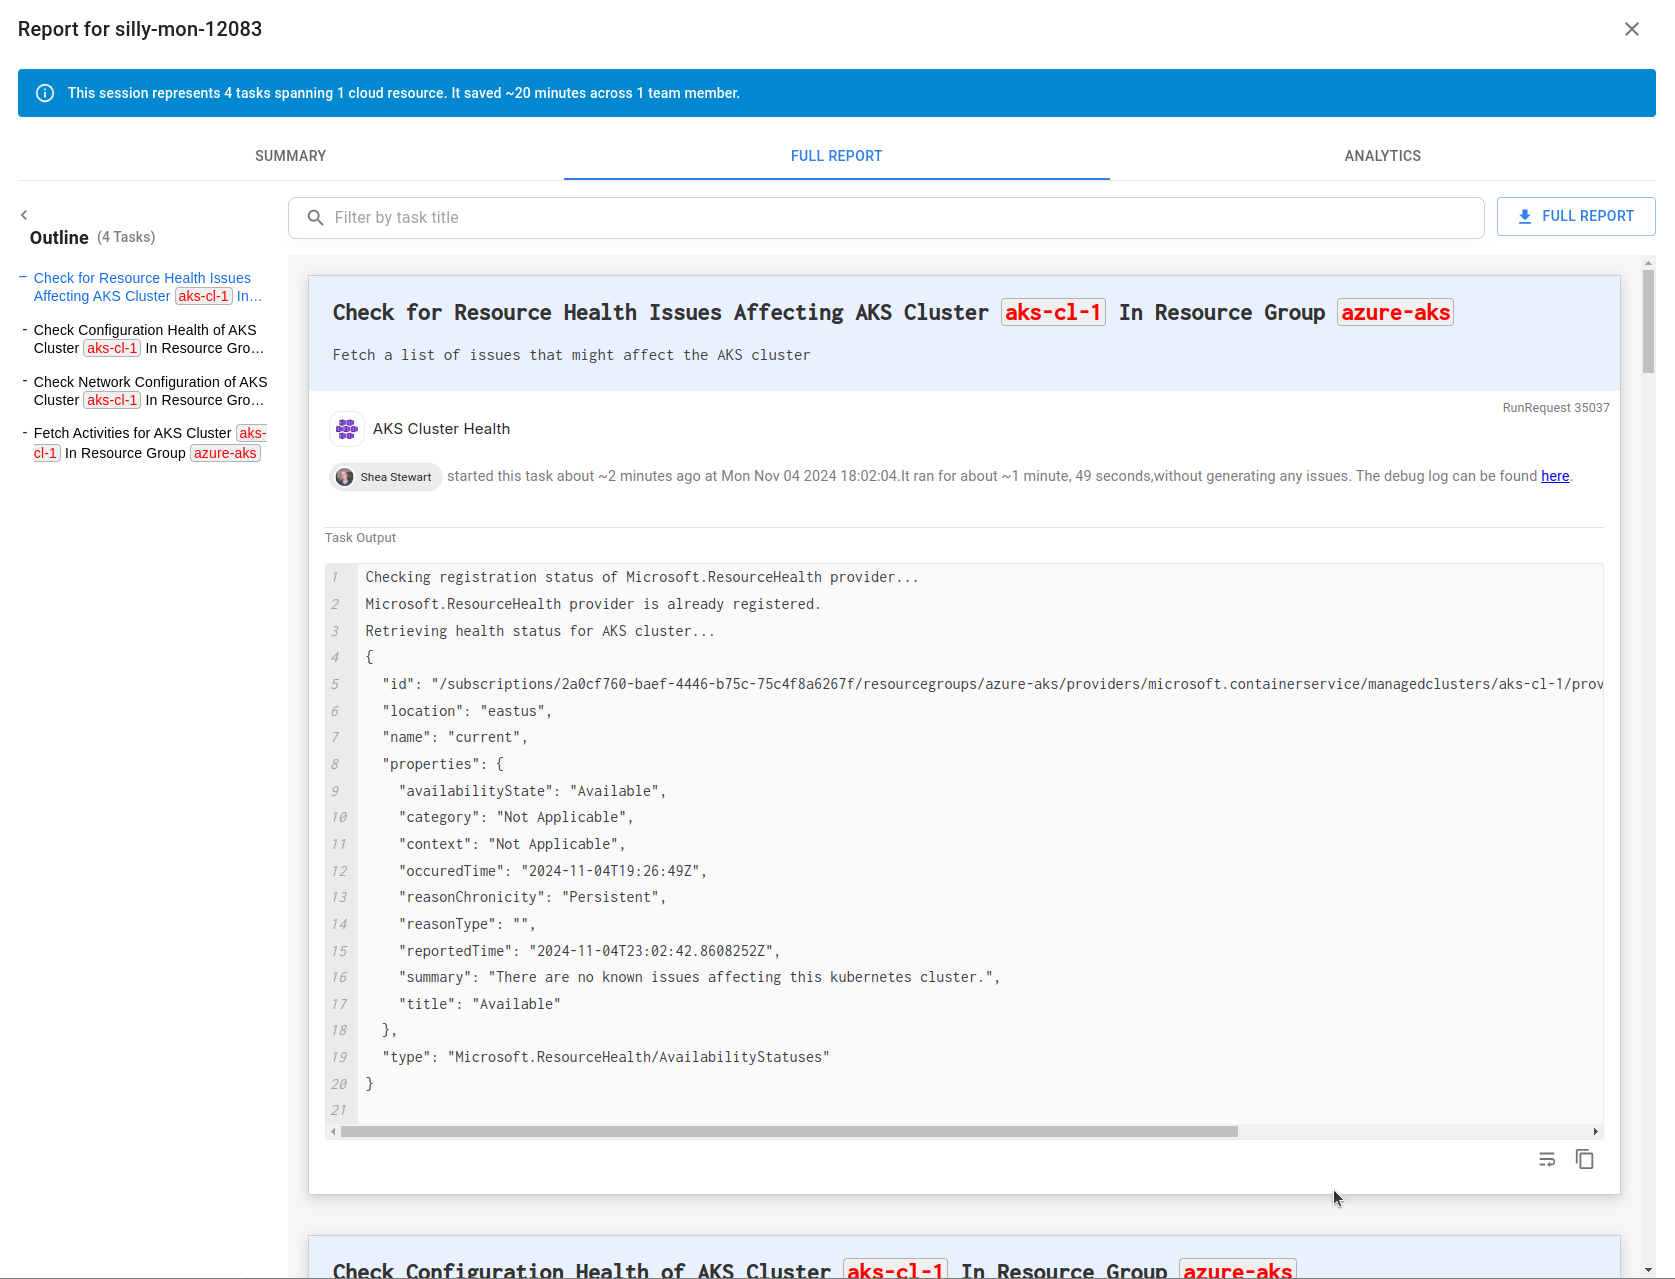 Report for silly-mon-12083
This session represents 4 tasks spanning 1 cloud resource. It saved ~20 minutes across 1 team member.
SUMMARY
FULL REPORT
ANALYTICS
Outline (4 Tasks)
Check for Resource Health Issues
Affecting AKS Cluster aks-cl-1 In…
- Check Configuration Health of AKS
Cluster aks-cl-1 In Resource Gro…
- Check Network Configuration of AKS
Cluster aks-cl-1 In Resource Gro…
- Fetch Activities for AKS Cluster aks-
cl-1 In Resource Group azure-aks
Filter by task title
FULL REPORT
Check for Resource Health Issues Affecting AKS Cluster aks-cl-1 In Resource Group azure-aks
Fetch a list of issues that might affect the AKS cluster
RunRequest 35037
AKS Cluster Health
Shea Stewart started this task about ~2 minutes ago at Mon Nov 04 2024 18:02:04.It ran for about ~1 minute, 49 seconds,without generating any issues. The debug log can be found here.
Task Output
1 Checking registration status of Microsoft.ResourceHealth provider...
2 Microsoft.ResourceHealth provider is already registered.
3 Retrieving health status for AKS cluster...
4 {
5 "id": "/subscriptions/2a0cf760-baef-4446-b75c-75c4f8a6267f/resourcegroups/azure-aks/providers/microsoft.containerservice/managedclusters/aks-cl-1/prov
6 "location": "eastus",
7 "name": "current",
8 "properties": {
9 "availabilityState": "Available",
10 "category": "Not Applicable",
11 "context": "Not Applicable",
12 "occuredTime": "2024-11-04T19:26:49Z",
13 "reasonChronicity": "Persistent",
14 "reasonType": "",
15 "reportedTime": "2024-11-04T23:02:42.8608252Z",
16 "summary": "There are no known issues affecting this kubernetes cluster.",
17 "title": "Available"
18 },
19 "type": "Microsoft.ResourceHealth/AvailabilityStatuses"
20 }
21
Check Configuration Health of AKS Cluster aks-cl-1 In Resource Group azure-aks